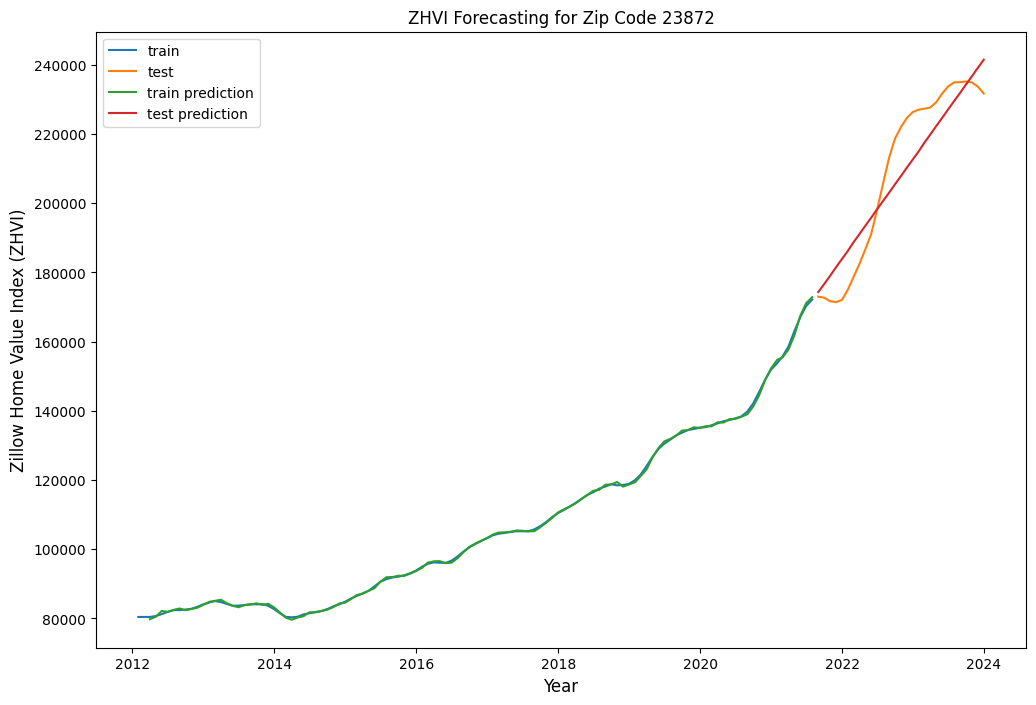 ZHVI Forecasting for Zip Code 23872
train
test
train prediction
test prediction
240000
220000
200000
180000
160000
140000
120000
100000
80000
Zillow Home Value Index (ZHVI)
2012
2014
2016
2018
2020
2022
2024
Year